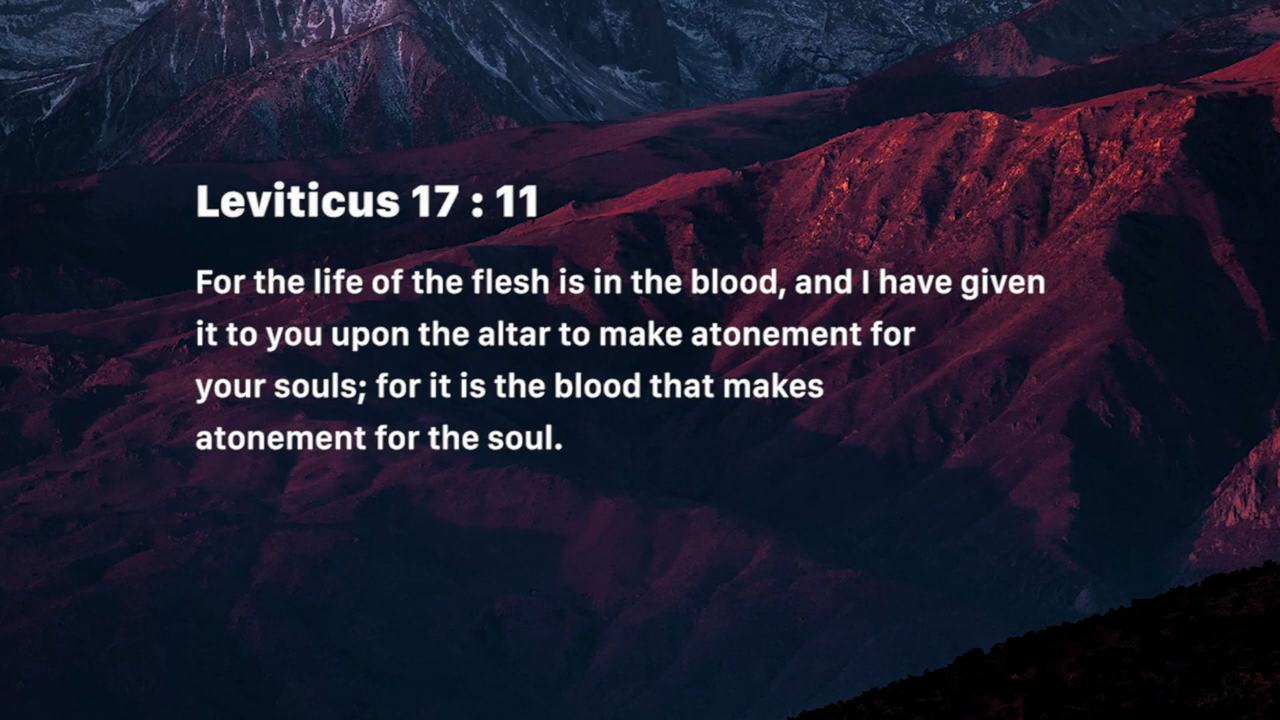 Leviticus 17 : 11
For the life of the flesh is in the blood, and I have given
it to you upon the altar to make atonement for
your souls; for it is the blood that makes
atonement for the soul.